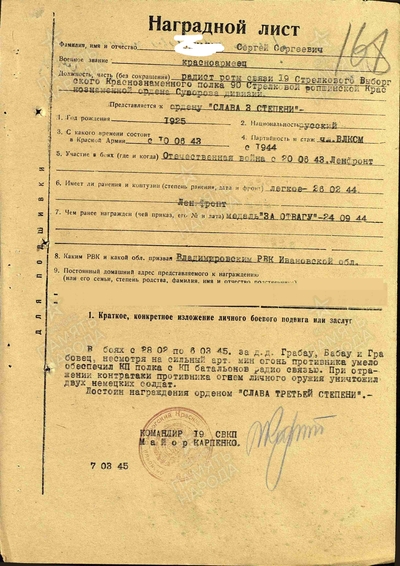 Наградной лист
168
Фамилия, имя и отчество Сергей Сергеевич
Военное звание красноармеец
Должность, часть (без сокращения) радист роты связи 19 Стрелкового Выборг
ского Краснознаменного полка 90 Стрелковой ропшинской Крас
нознаменной ордена Суворова дивизии.
Представляется к ордену "СЛАВА 3 СТЕПЕНИ"-
1. Год рождения 1925 2. Национальность русский
3. С какого времени состоит в Красной Армии с 10 06 43 4. Партийность в стаж чл.ВЛКСМ
с 1944
5. Участие в боях (где и когда) Отечественная война с 20 06 43. Ленфронт
6. Имеет ли ранения и контузии (степень ранения, дата и фронт) легкое- 26 02 44
Ленфронт
7. Чем ранее награжден (чей приказ, его № и дата) медаль"ЗА ОТВАГУ"-24 09 44
8. Каким РВК и какой обл. призван Владимировским РВК Ивановской обл.
9. Постоянный домашний адрес представляемого к награждению
(или его семьи, степень родства, фамилия, имя и отчество родственника)
для подшивки
I. Краткое, конкретное изложение личного боевого подвига или заслуг
В боях с 28 02 по 6 03 45. за д.д. Грабау, Бабау и Гра
бовец, несмотря на сильный арт. мин огонь противника умело
обеспечил КП полка с КП батальонов радио связью. При отра
лении контратаки противника огнем личного оружия уничтожил
двух немецких солдат.
Достоин награждения орденом "СЛАВА ТРЕТЬЕЙ СТЕПЕНИ".-
КОМАНДИР 19 СВКП
Майор КАРПЕНКО.
7 03 45